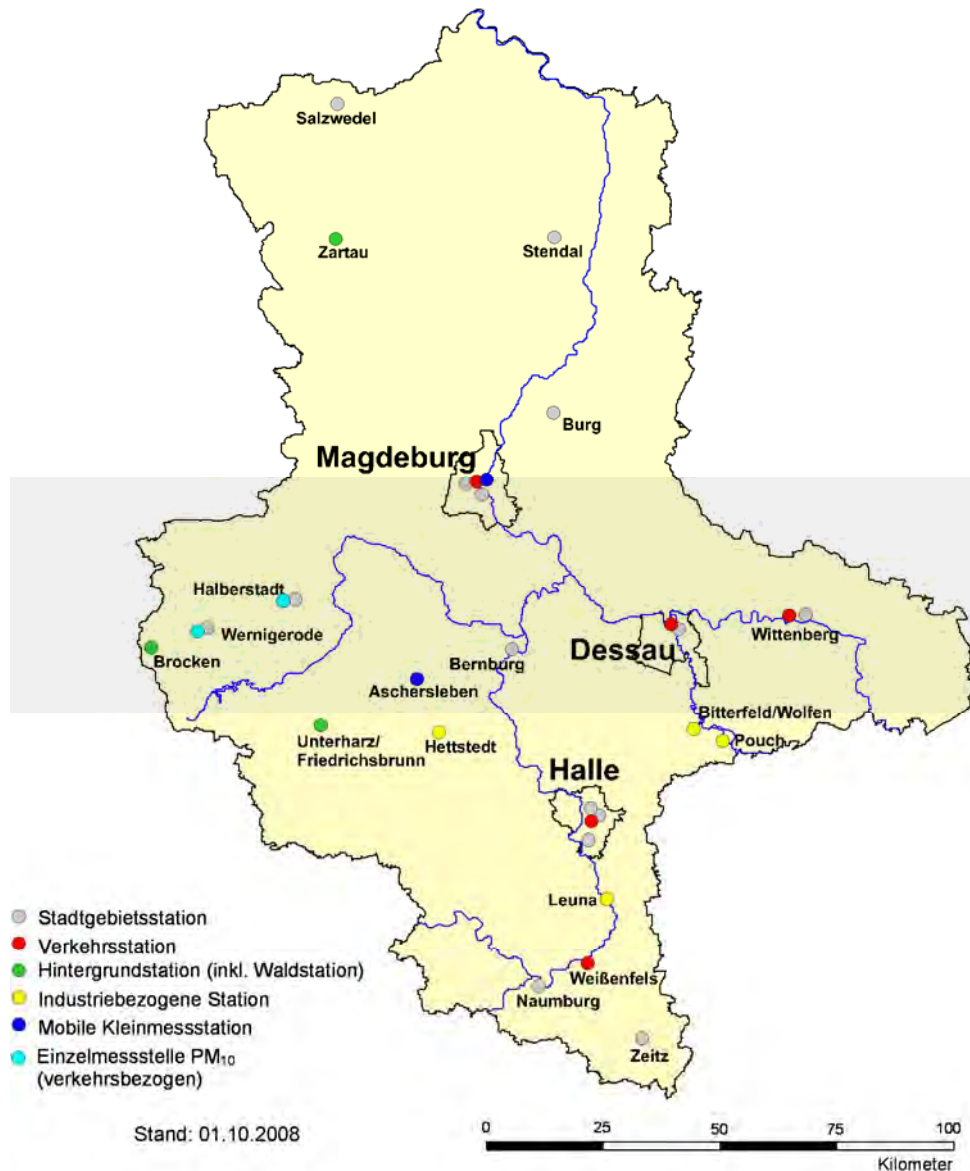 Salzwedel
Zartau
Stendal
Burg
Magdeburg
Halberstadt
Wernigerode
Brocken
Bernburg
Aschersleben
Dessau
Wittenberg
Bitterfeld/Wolfen
Pouch
Unterharz/
Friedrichsbrunn
Hettstedt
Halle
Leuna
Weißenfels
Naumburg
Zeitz
Stadtgebietsstation
Verkehrsstation
Hintergrundstation (inkl. Waldstation)
Industriebezogene Station
Mobile Kleinmessstation
Einzelmessstelle PM₁₀
(verkehrsbezogen)
Stand: 01.10.2008
0 25 50 75 100
Kilometer